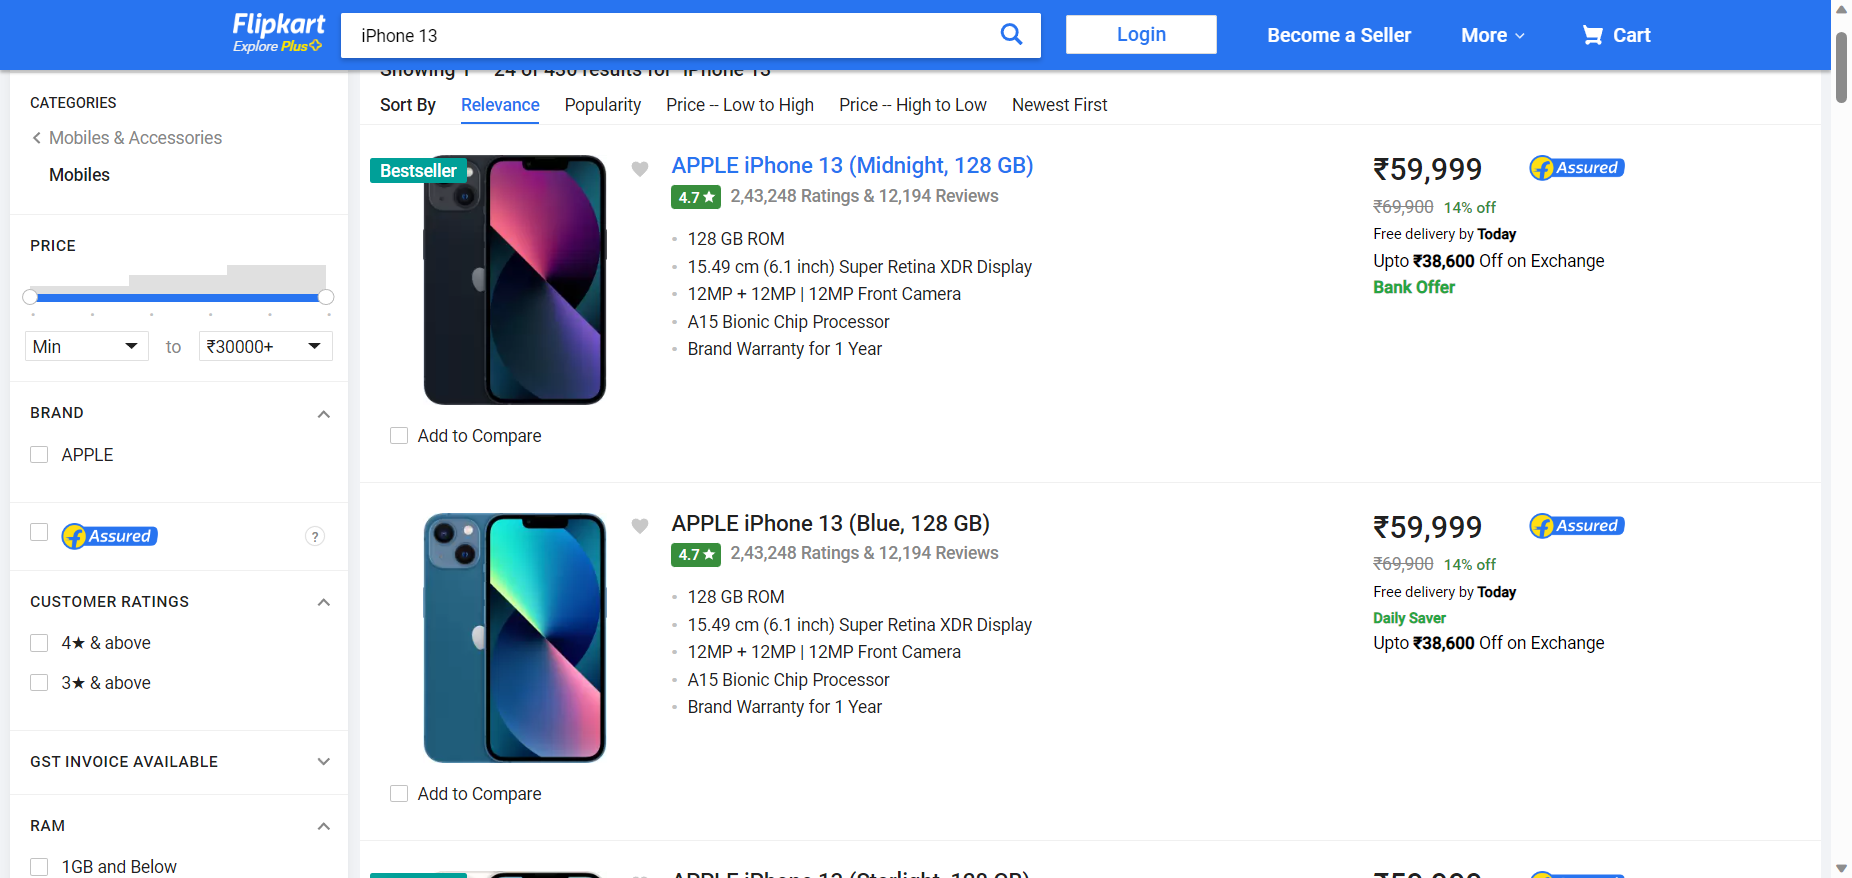 Flipkart
Explore Plus
iPhone 13
Login
Become a Seller
More
Cart
CATEGORIES
Mobiles & Accessories
Mobiles
PRICE
Min
to
₹30000+
BRAND
APPLE
Assured
?
CUSTOMER RATINGS
4★ & above
3★ & above
GST INVOICE AVAILABLE
RAM
1GB and Below
Showing 1 – 24 of 430 results for "iPhone 13"
Sort By
Relevance
Popularity
Price -- Low to High
Price -- High to Low
Newest First
Bestseller
APPLE iPhone 13 (Midnight, 128 GB)
4.7★ 2,43,248 Ratings & 12,194 Reviews
128 GB ROM
15.49 cm (6.1 inch) Super Retina XDR Display
12MP + 12MP | 12MP Front Camera
A15 Bionic Chip Processor
Brand Warranty for 1 Year
Add to Compare
₹59,999
Assured
₹69,900 14% off
Free delivery by Today
Upto ₹38,600 Off on Exchange
Bank Offer
APPLE iPhone 13 (Blue, 128 GB)
4.7★ 2,43,248 Ratings & 12,194 Reviews
128 GB ROM
15.49 cm (6.1 inch) Super Retina XDR Display
12MP + 12MP | 12MP Front Camera
A15 Bionic Chip Processor
Brand Warranty for 1 Year
Add to Compare
₹59,999
Assured
₹69,900 14% off
Free delivery by Today
Daily Saver
Upto ₹38,600 Off on Exchange
APPLE iPhone 13 (Starlight, 128 GB)
₹59,999